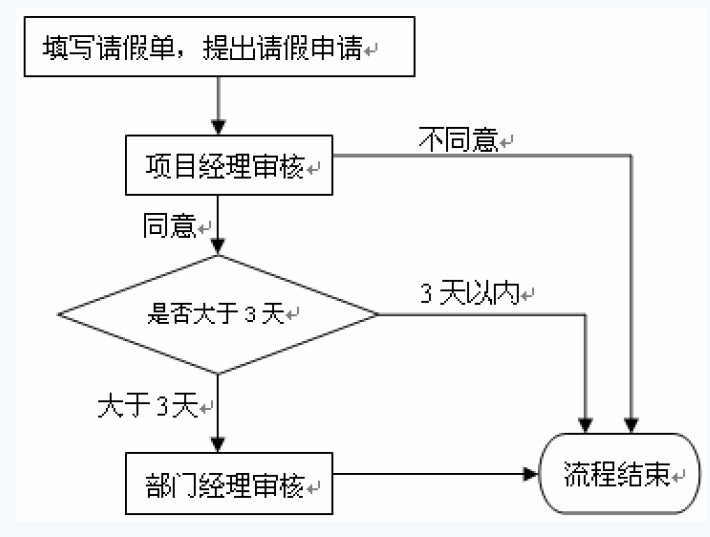 填写请假单，提出请假申请↵
不同意↵
项目经理审核↵
同意↵
3 天以内↵
是否大于 3 天↵
大于 3 天↵
流程结束↵
部门经理审核↵